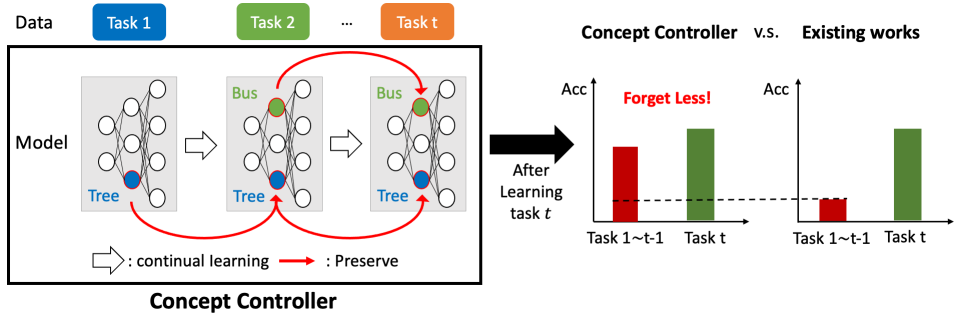 Data
Task 1
Task 2
...
Task t
Model
Tree
Bus
Tree
Bus
Tree
: continual learning
: Preserve
Concept Controller
After
Learning
task t
Concept Controller v.s. Existing works
Acc
Forget Less!
Task 1~t-1
Task t
Acc
Task 1~t-1
Task t